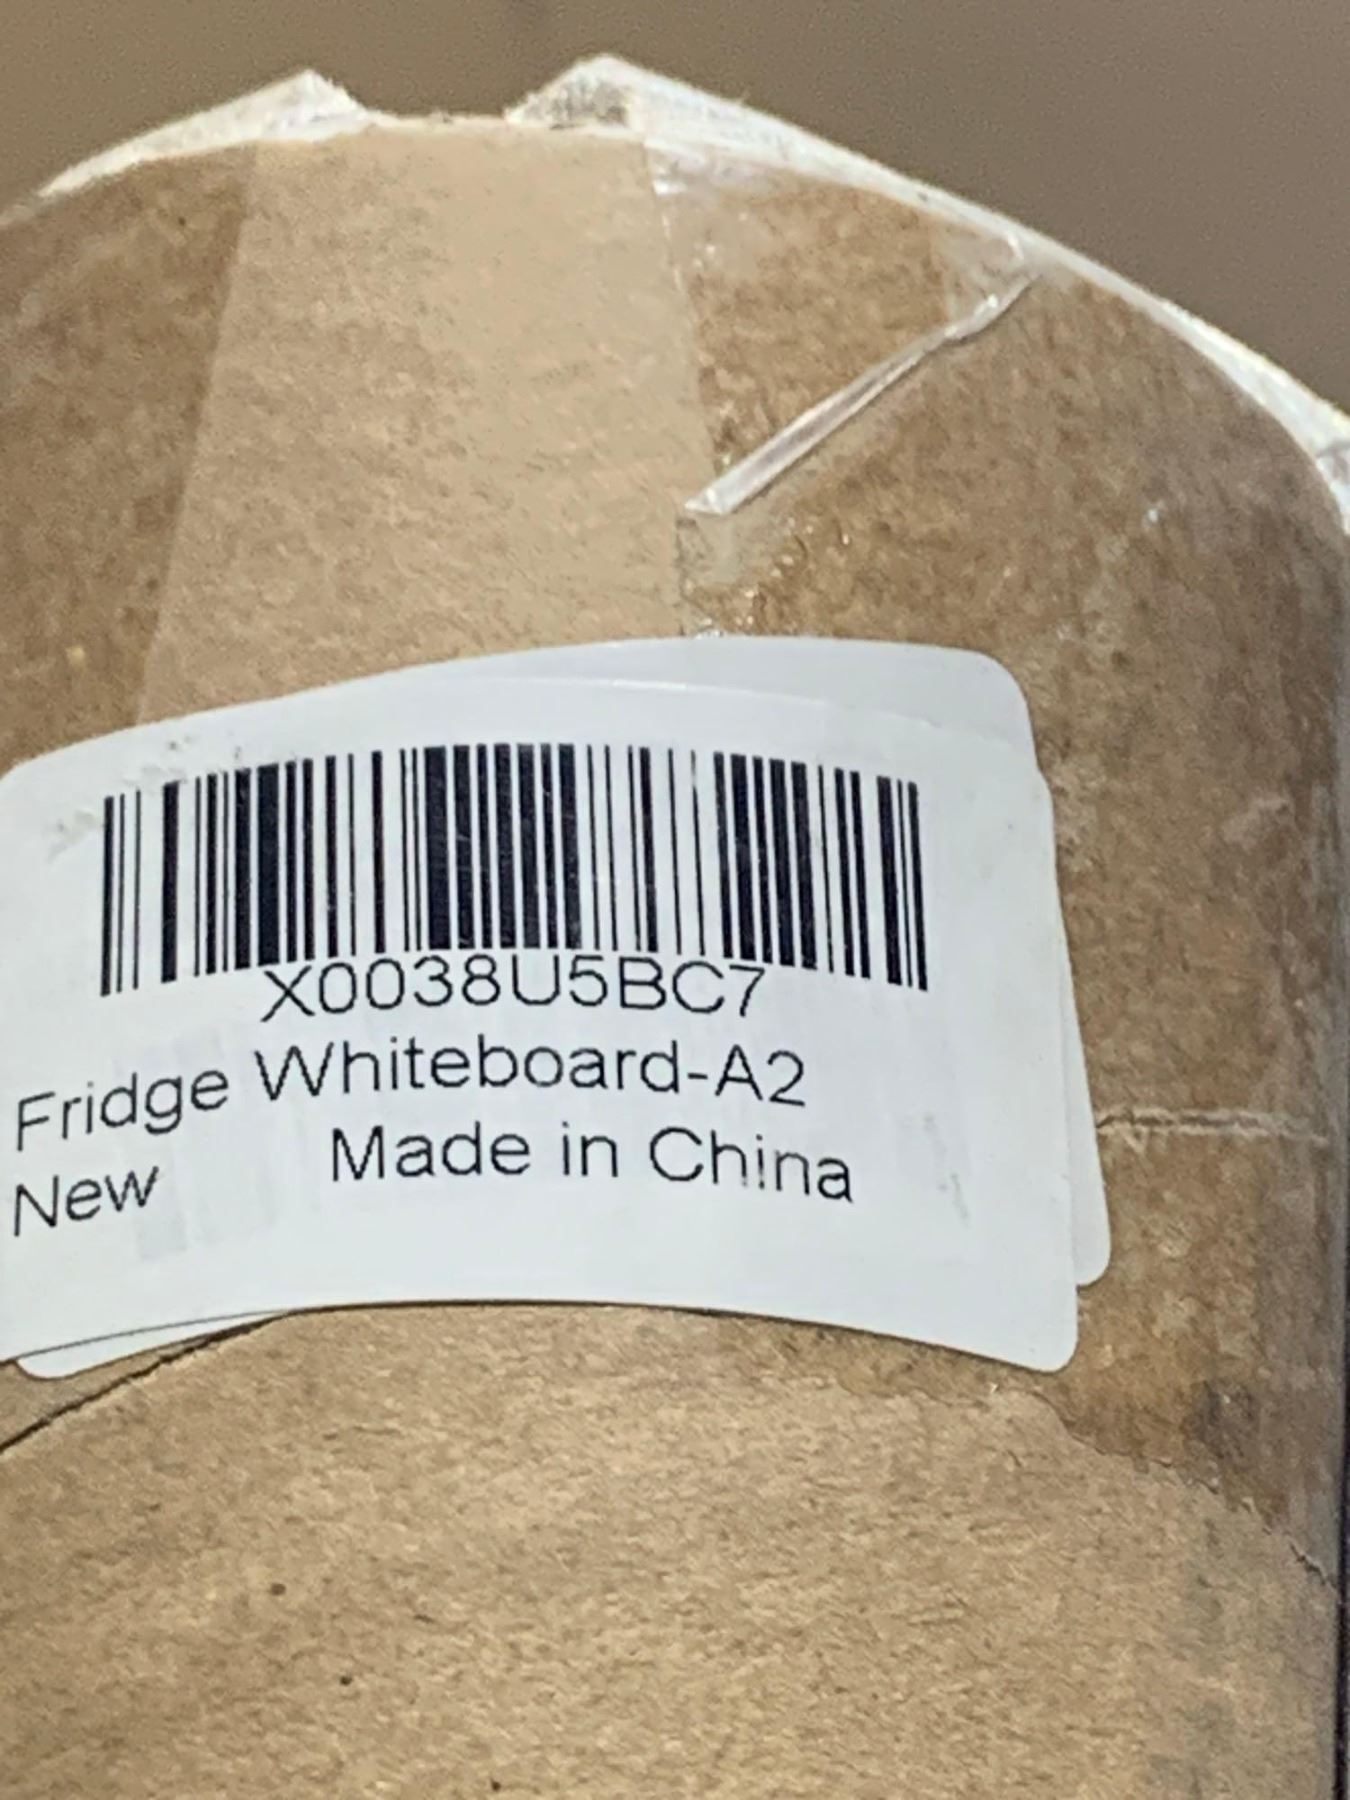 X0038U5BC7
Fridge Whiteboard-A2
New Made in China